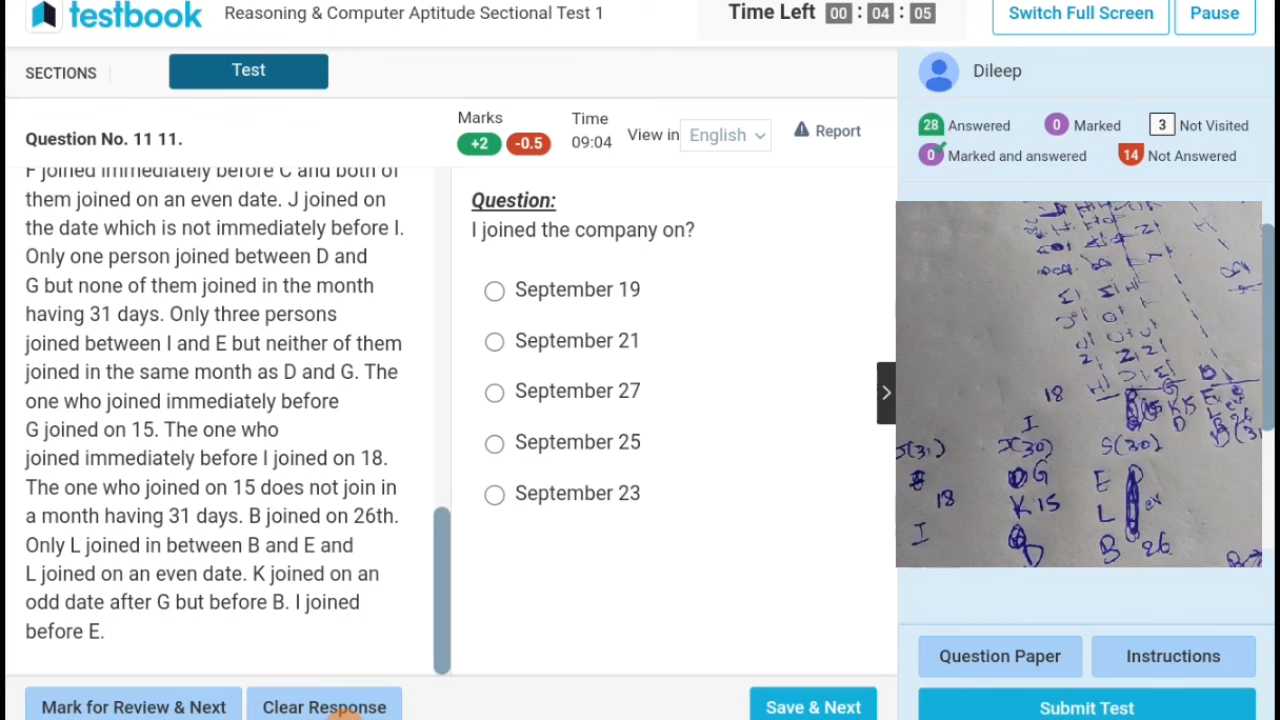 testbook
Reasoning & Computer Aptitude Sectional Test 1
Time Left 00 : 04 : 05
Switch Full Screen
Pause
SECTIONS
Test
Dileep
Question No. 11 11.
Marks
+2 -0.5
Time
09:04
View in English
Report
28 Answered
0 Marked
3 Not Visited
0 Marked and answered
14 Not Answered
F joined immediately before C and both of
them joined on an even date. J joined on
the date which is not immediately before I.
Only one person joined between D and
G but none of them joined in the month
having 31 days. Only three persons
joined between I and E but neither of them
joined in the same month as D and G. The
one who joined immediately before
G joined on 15. The one who
joined immediately before I joined on 18.
The one who joined on 15 does not join in
a month having 31 days. B joined on 26th.
Only L joined in between B and E and
L joined on an even date. K joined on an
odd date after G but before B. I joined
before E.
Question:
I joined the company on?
September 19
September 21
September 27
September 25
September 23
18
I
J(31)
S(30)
G
E
18
K 15
L
I
B 26
Mark for Review & Next
Clear Response
Save & Next
Question Paper
Instructions
Submit Test